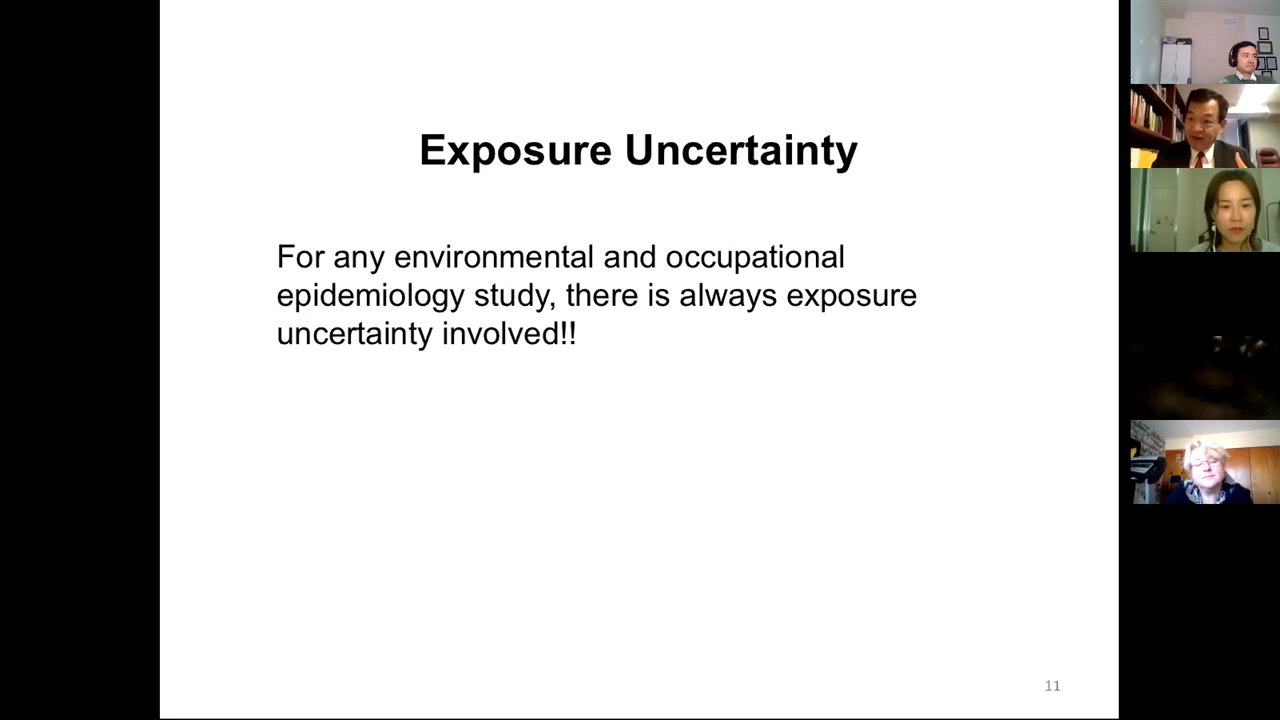 Exposure Uncertainty
For any environmental and occupational
epidemiology study, there is always exposure
uncertainty involved!!
11